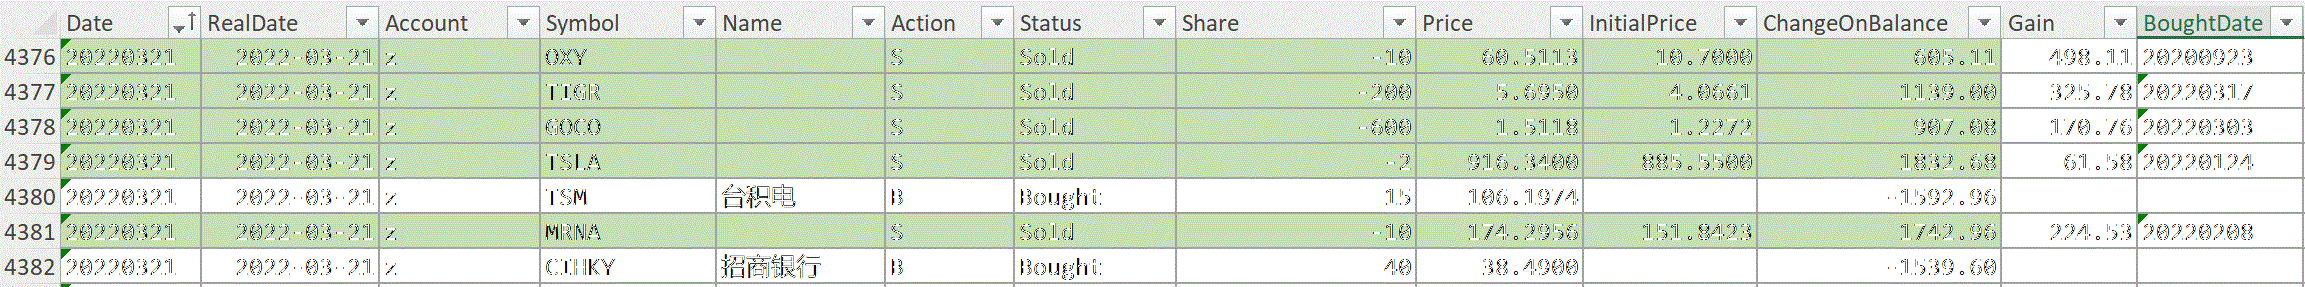 Date RealDate Account Symbol Name Action Status Share Price InitialPrice ChangeOnBalance Gain BoughtDate
4376 20220321 2022-03-21 z OXY S Sold -10 60.5113 10.7000 605.11 498.11 20200923
4377 20220321 2022-03-21 z TIGR S Sold -200 5.6950 4.0661 1139.00 325.78 20220317
4378 20220321 2022-03-21 z GOCO S Sold -600 1.5118 1.2272 907.08 170.76 20220303
4379 20220321 2022-03-21 z TSLA S Sold -2 916.3400 885.5500 1832.68 61.58 20220124
4380 20220321 2022-03-21 z TSM 台积电 B Bought 15 106.1974 -1592.96
4381 20220321 2022-03-21 z MRNA S Sold -10 174.2956 151.8423 1742.96 224.53 20220208
4382 20220321 2022-03-21 z CIHKY 招商银行 B Bought 40 38.4900 -1539.60